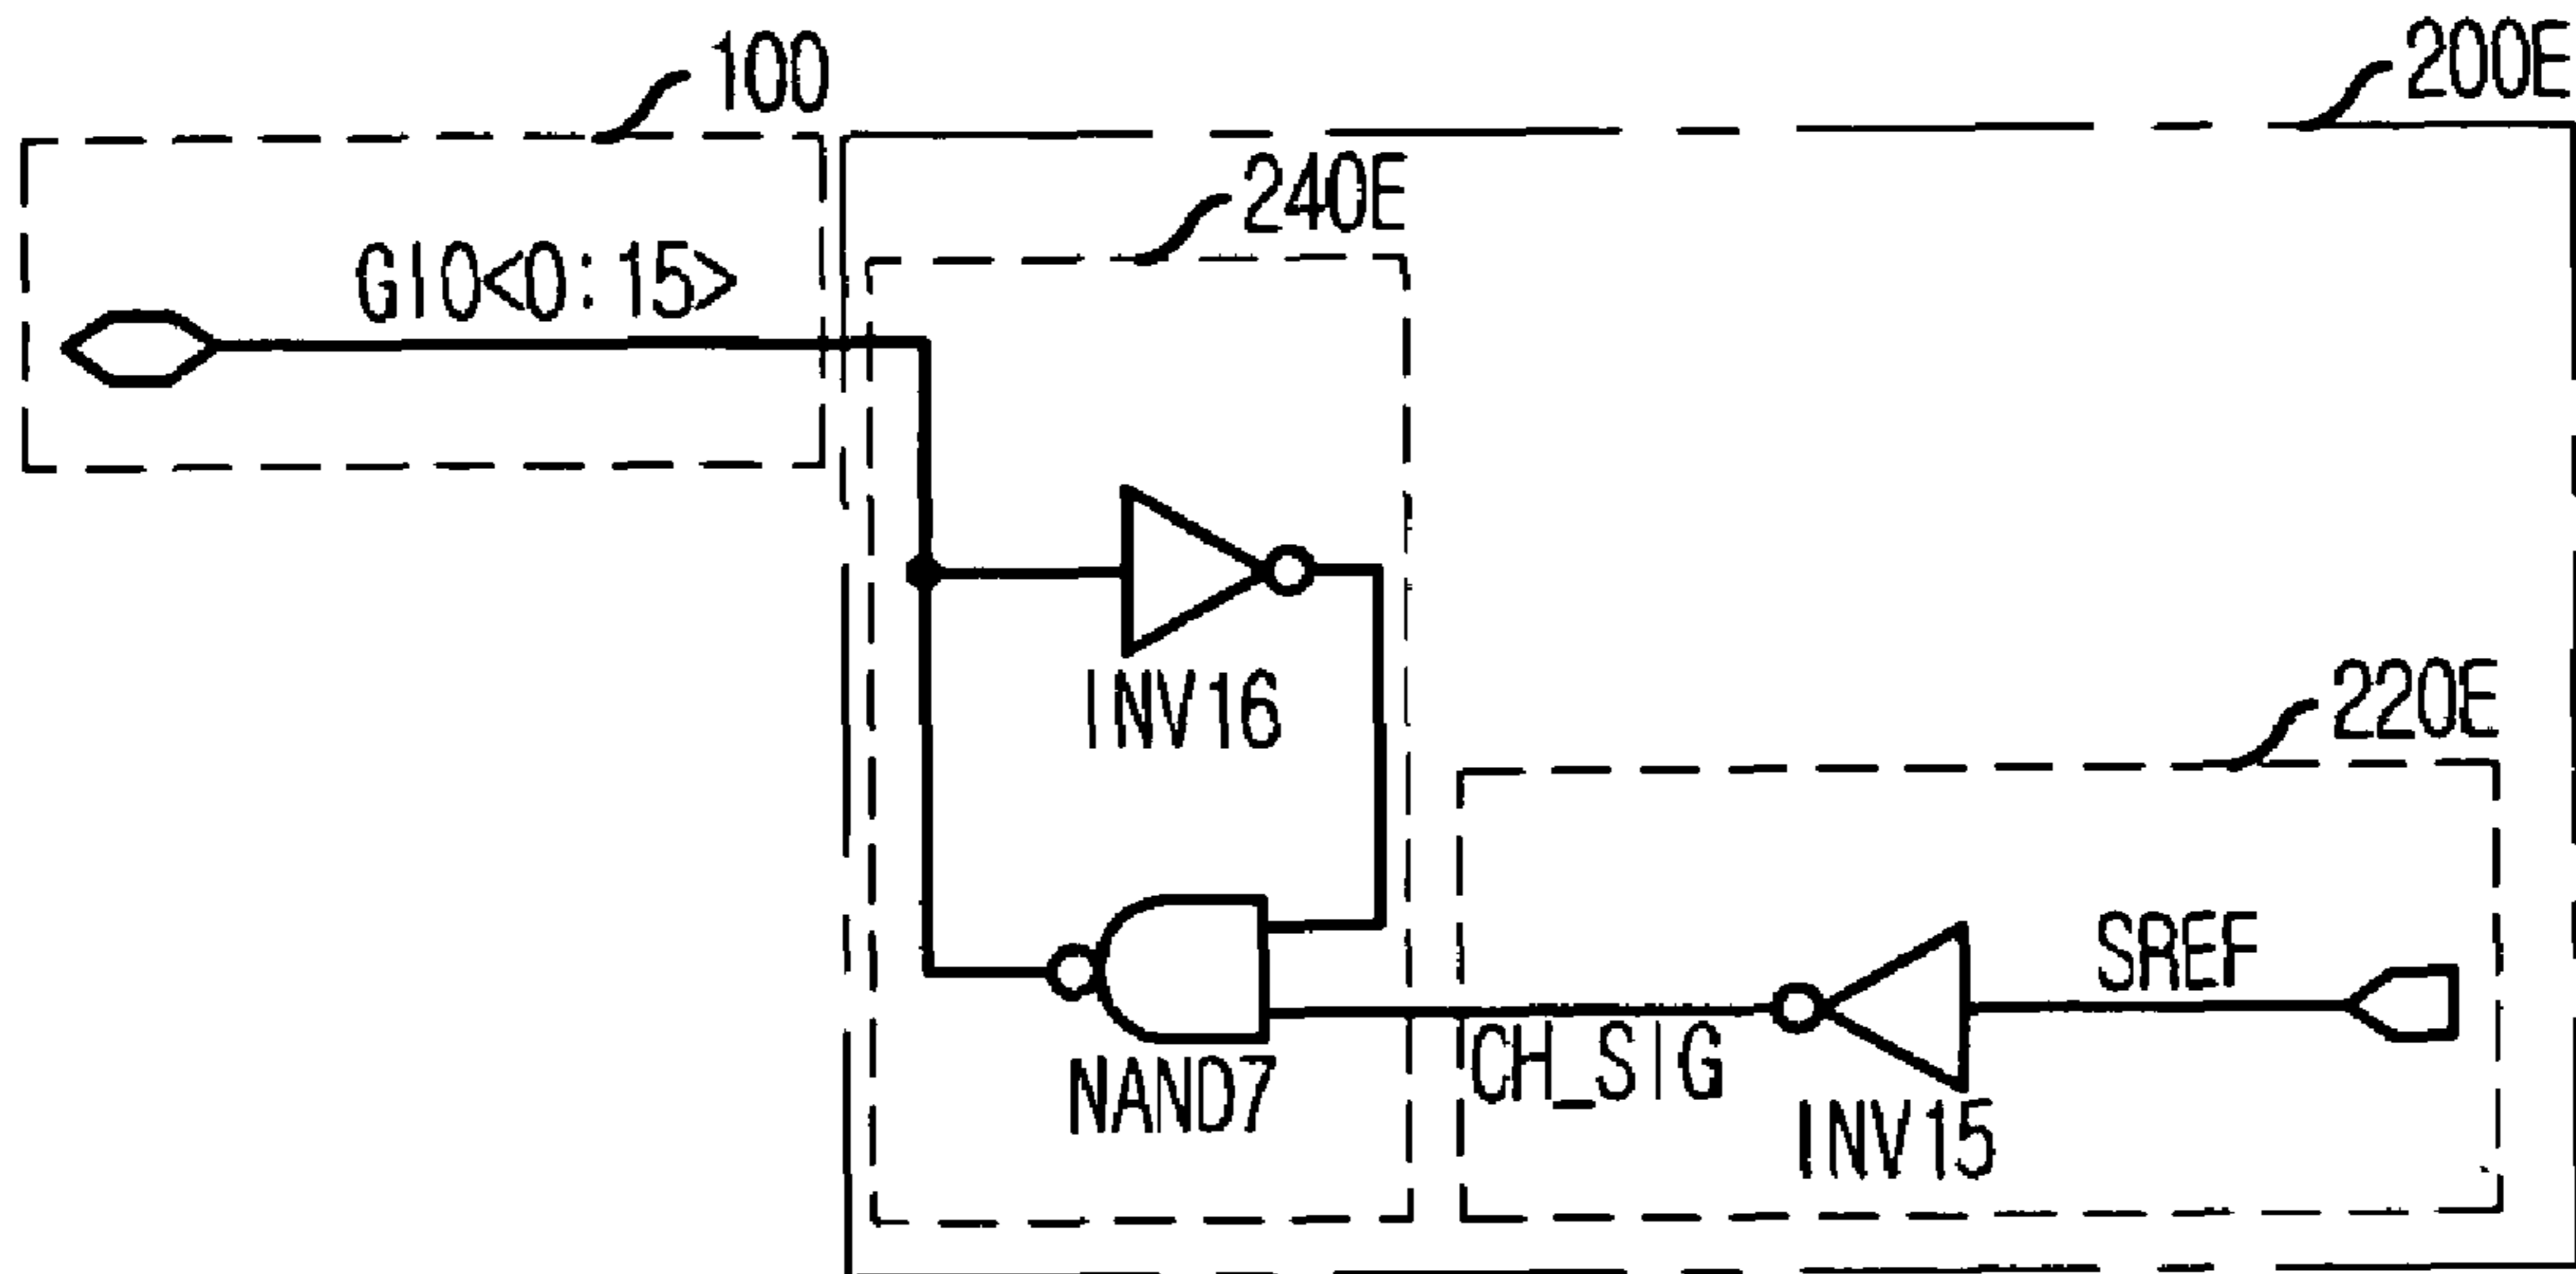 100
200E
240E
GIO<0:15>
INV16
220E
SREF
CH_SIG
NAND7
INV15